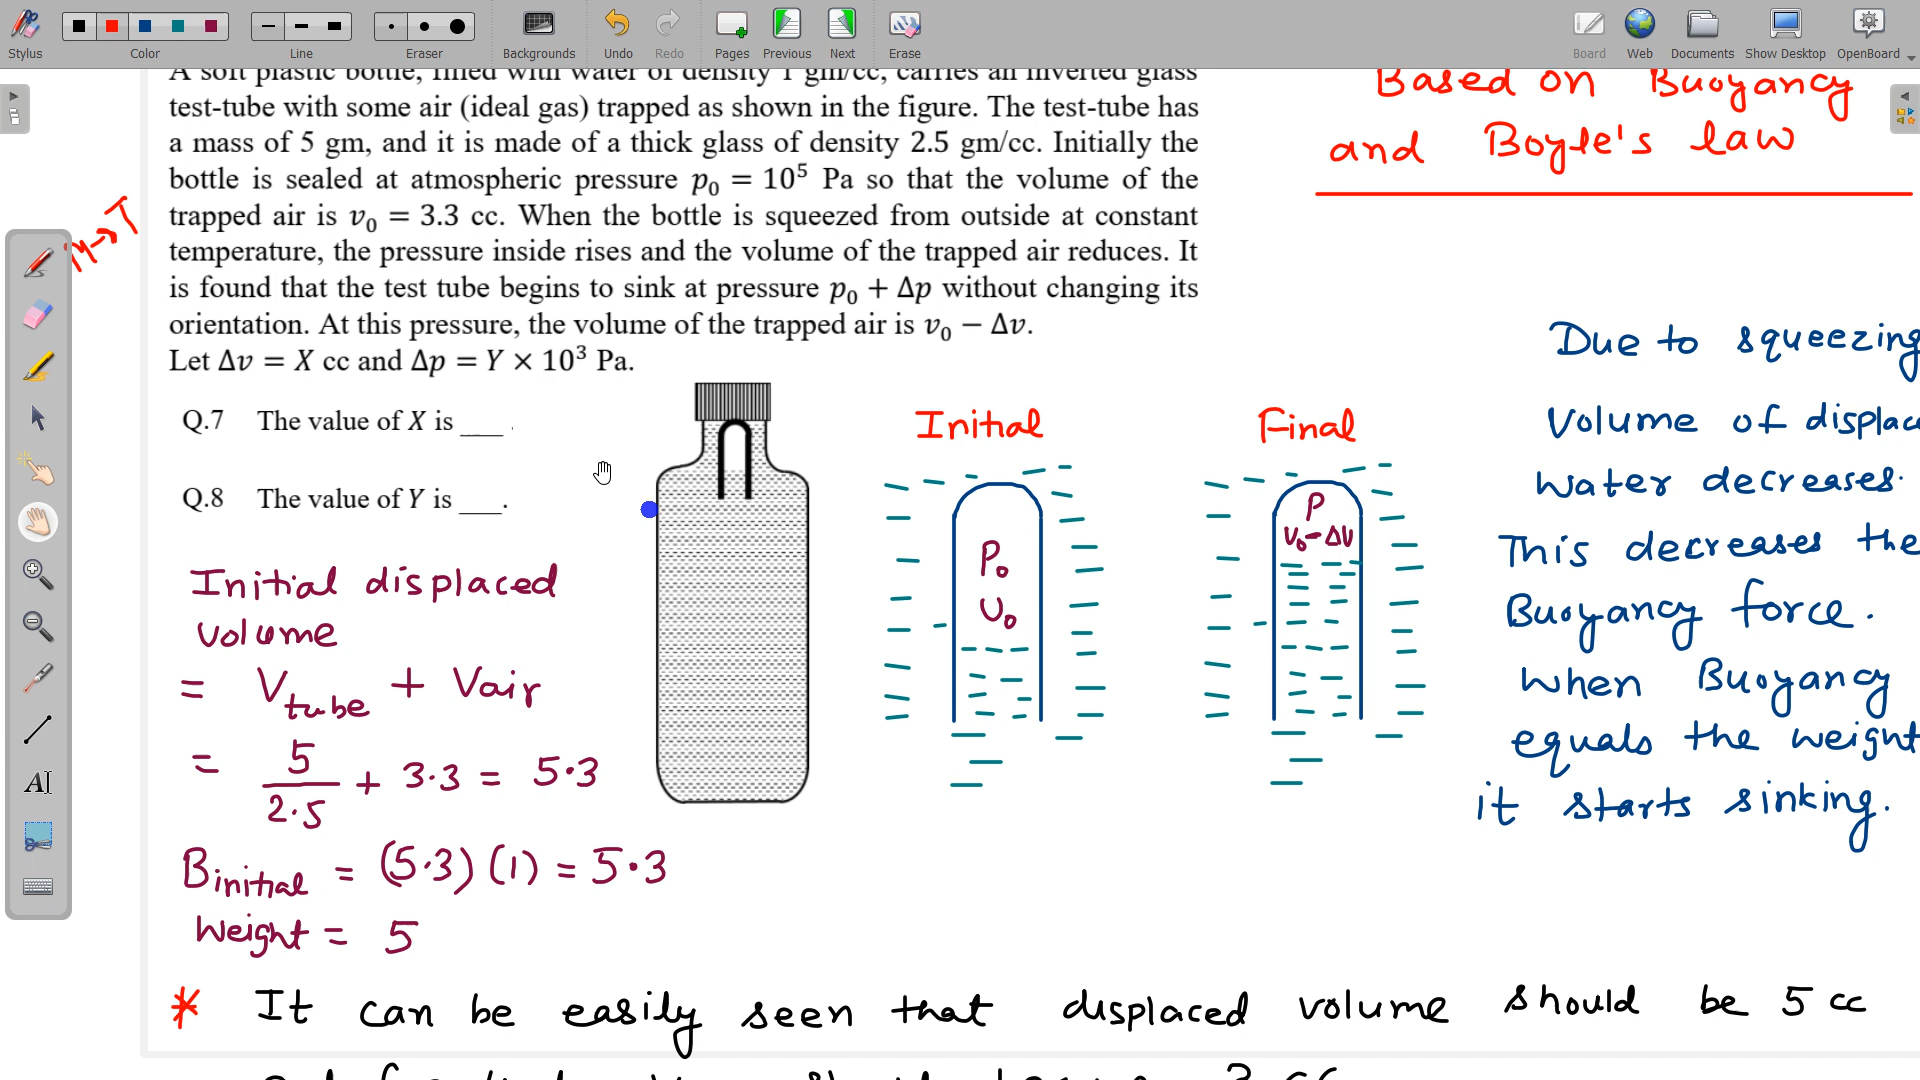 Stylus
Color
Line
Eraser
Backgrounds
Undo
Redo
Pages
Previous
Next
Erase
Board
Web
Documents
Show Desktop
OpenBoard
A soft plastic bottle, filled with water of density 1 gm/cc, carries an inverted glass
test-tube with some air (ideal gas) trapped as shown in the figure. The test-tube has
a mass of 5 gm, and it is made of a thick glass of density 2.5 gm/cc. Initially the
bottle is sealed at atmospheric pressure p₀ = 10⁵ Pa so that the volume of the
trapped air is v₀ = 3.3 cc. When the bottle is squeezed from outside at constant
temperature, the pressure inside rises and the volume of the trapped air reduces. It
is found that the test tube begins to sink at pressure p₀ + Δp without changing its
orientation. At this pressure, the volume of the trapped air is v₀ − Δv.
Let Δv = X cc and Δp = Y × 10³ Pa.
Q.7 The value of X is ___ .
Q.8 The value of Y is ___.
Based on Buoyancy
and Boyle's law
Initial
P₀
V₀
Final
P
V₀-ΔV
Due to squeezing
Volume of displac
Water decreases.
This decreases the
Buoyancy force.
When Buoyancy
equals the weight
it starts sinking.
Initial displaced
volume
= Vtube + Vair
= 5/2.5 + 3.3 = 5.3
Binitial = (5.3)(1) = 5.3
Weight = 5
* It can be easily seen that displaced volume should be 5 cc
AI